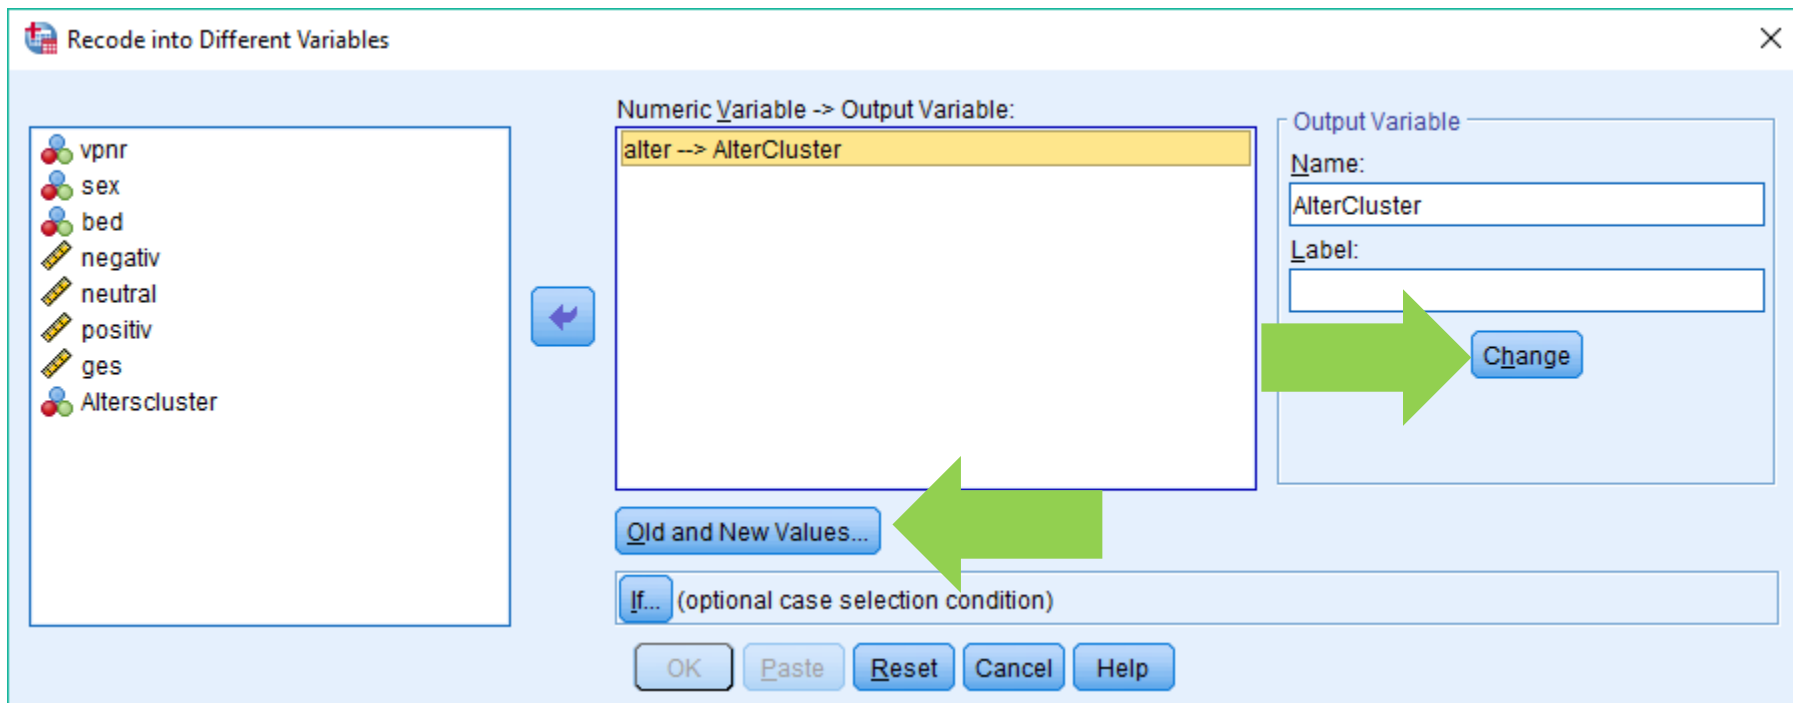 Recode into Different Variables
vpnr
sex
bed
negativ
neutral
positiv
ges
Alterscluster
Numeric Variable -> Output Variable:
alter --> AlterCluster
Output Variable
Name:
AlterCluster
Label:
Change
Old and New Values...
If... (optional case selection condition)
OK Paste Reset Cancel Help